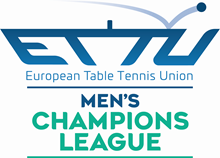 ETTU
European Table Tennis Union
MEN'S
CHAMPIONS
LEAGUE